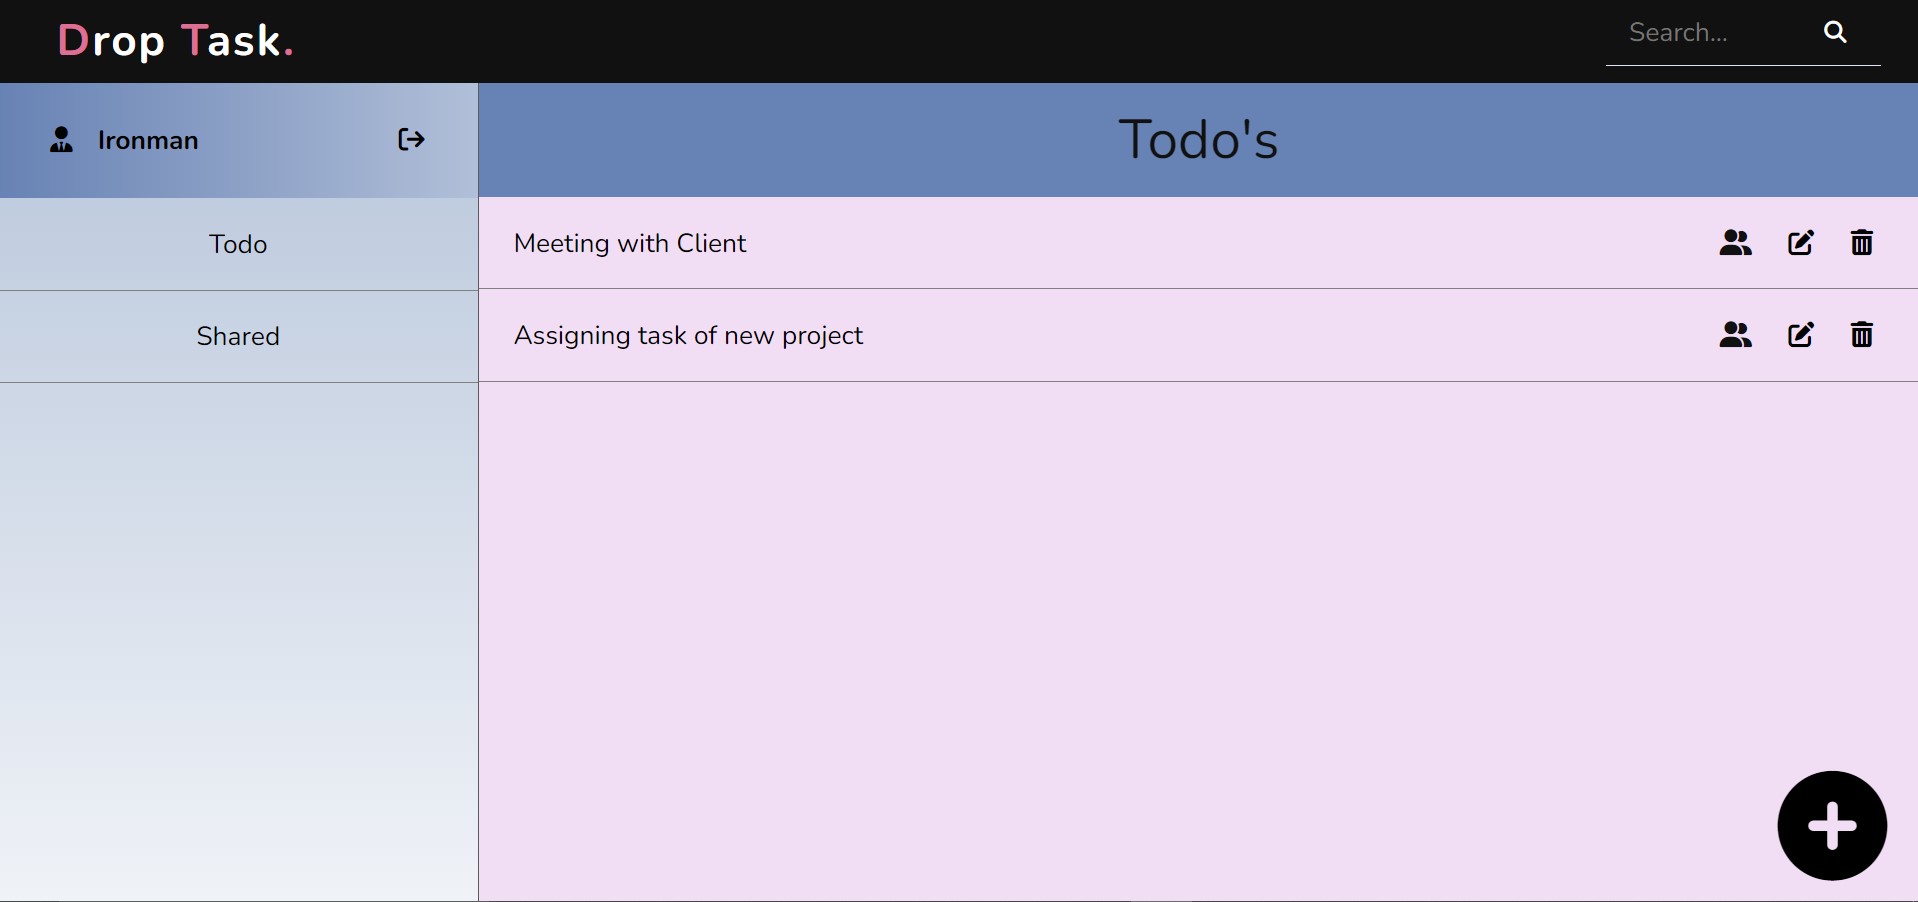 Drop Task.
Search...
Ironman
Todo's
Todo
Shared
Meeting with Client
Assigning task of new project